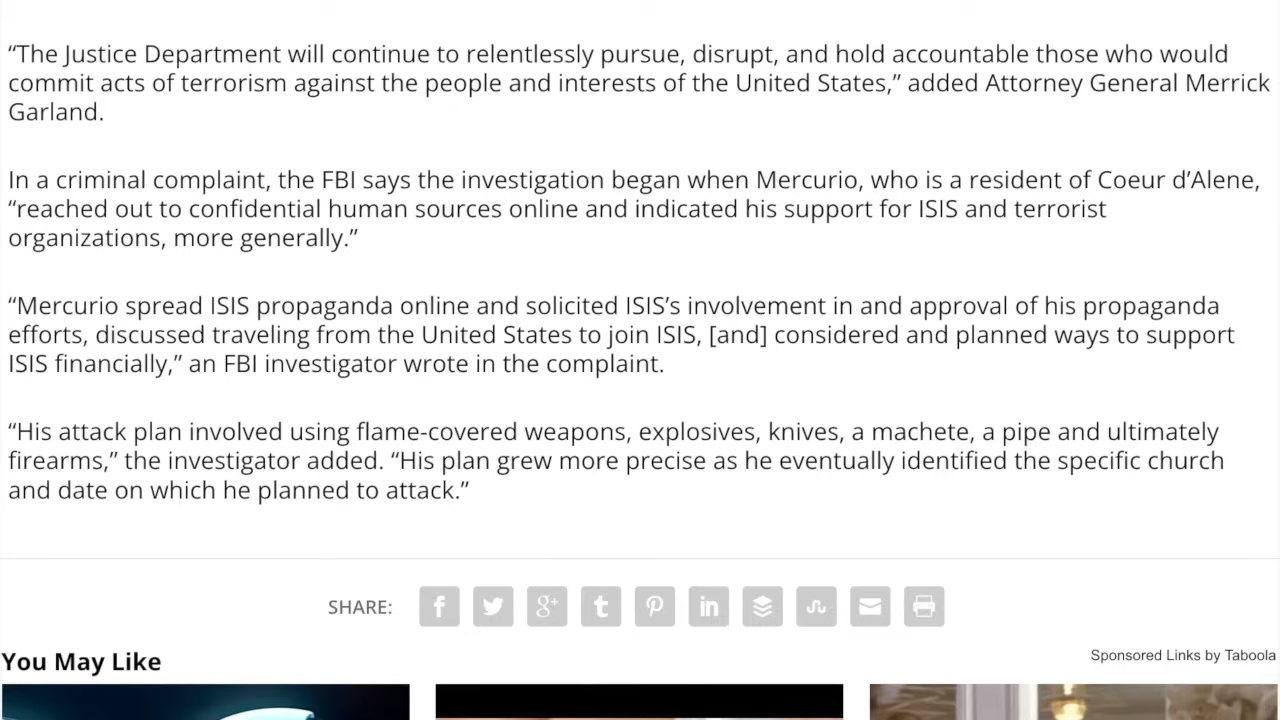 “The Justice Department will continue to relentlessly pursue, disrupt, and hold accountable those who would
commit acts of terrorism against the people and interests of the United States,” added Attorney General Merrick
Garland.
In a criminal complaint, the FBI says the investigation began when Mercurio, who is a resident of Coeur d’Alene,
“reached out to confidential human sources online and indicated his support for ISIS and terrorist
organizations, more generally.”
“Mercurio spread ISIS propaganda online and solicited ISIS’s involvement in and approval of his propaganda
efforts, discussed traveling from the United States to join ISIS, [and] considered and planned ways to support
ISIS financially,” an FBI investigator wrote in the complaint.
“His attack plan involved using flame-covered weapons, explosives, knives, a machete, a pipe and ultimately
firearms,” the investigator added. “His plan grew more precise as he eventually identified the specific church
and date on which he planned to attack.”
SHARE:
You May Like
Sponsored Links by Taboola